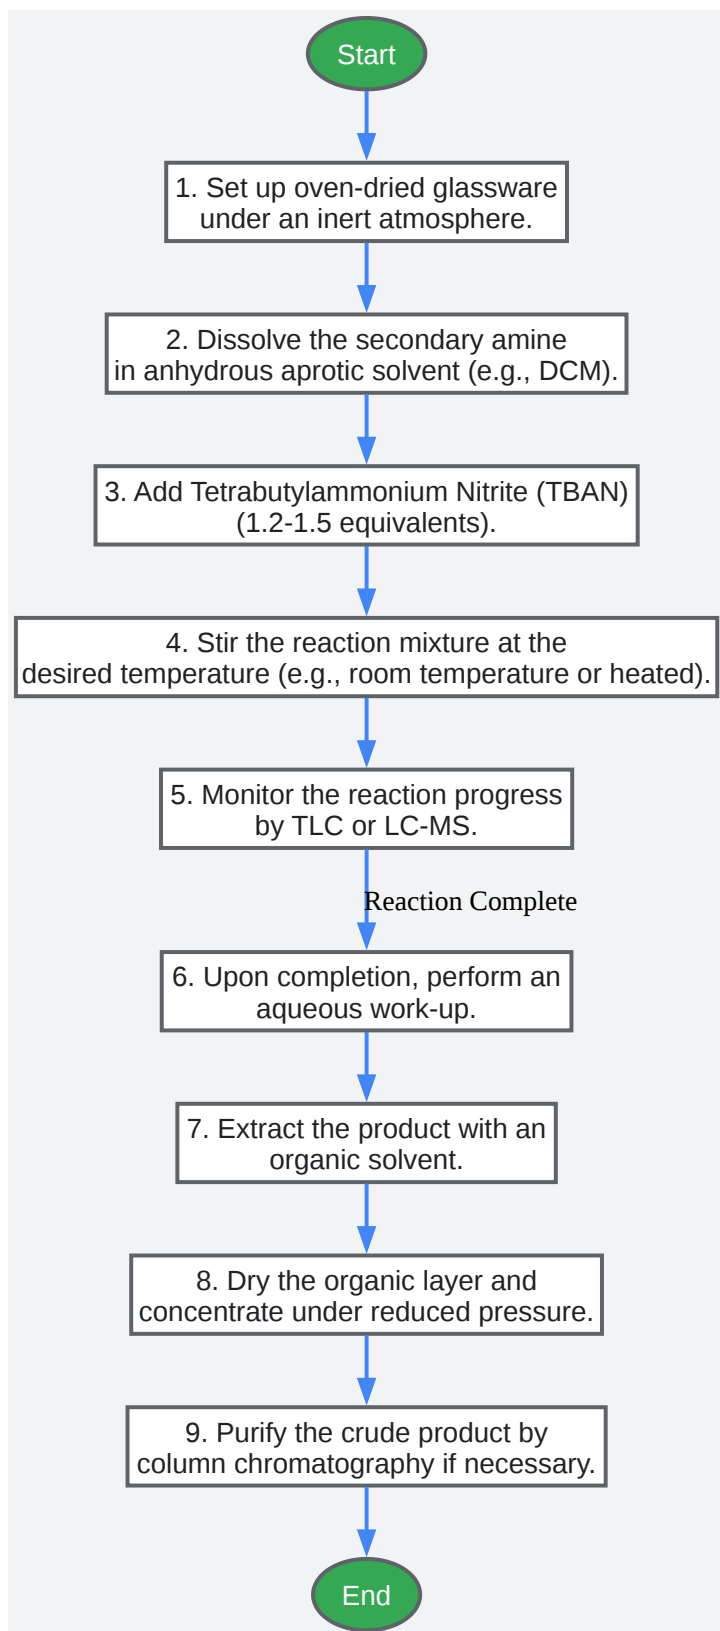 Start
1. Set up oven-dried glassware
under an inert atmosphere.
2. Dissolve the secondary amine
in anhydrous aprotic solvent (e.g., DCM).
3. Add Tetrabutylammonium Nitrite (TBAN)
(1.2-1.5 equivalents).
4. Stir the reaction mixture at the
desired temperature (e.g., room temperature or heated).
5. Monitor the reaction progress
by TLC or LC-MS.
Reaction Complete
6. Upon completion, perform an
aqueous work-up.
7. Extract the product with an
organic solvent.
8. Dry the organic layer and
concentrate under reduced pressure.
9. Purify the crude product by
column chromatography if necessary.
End